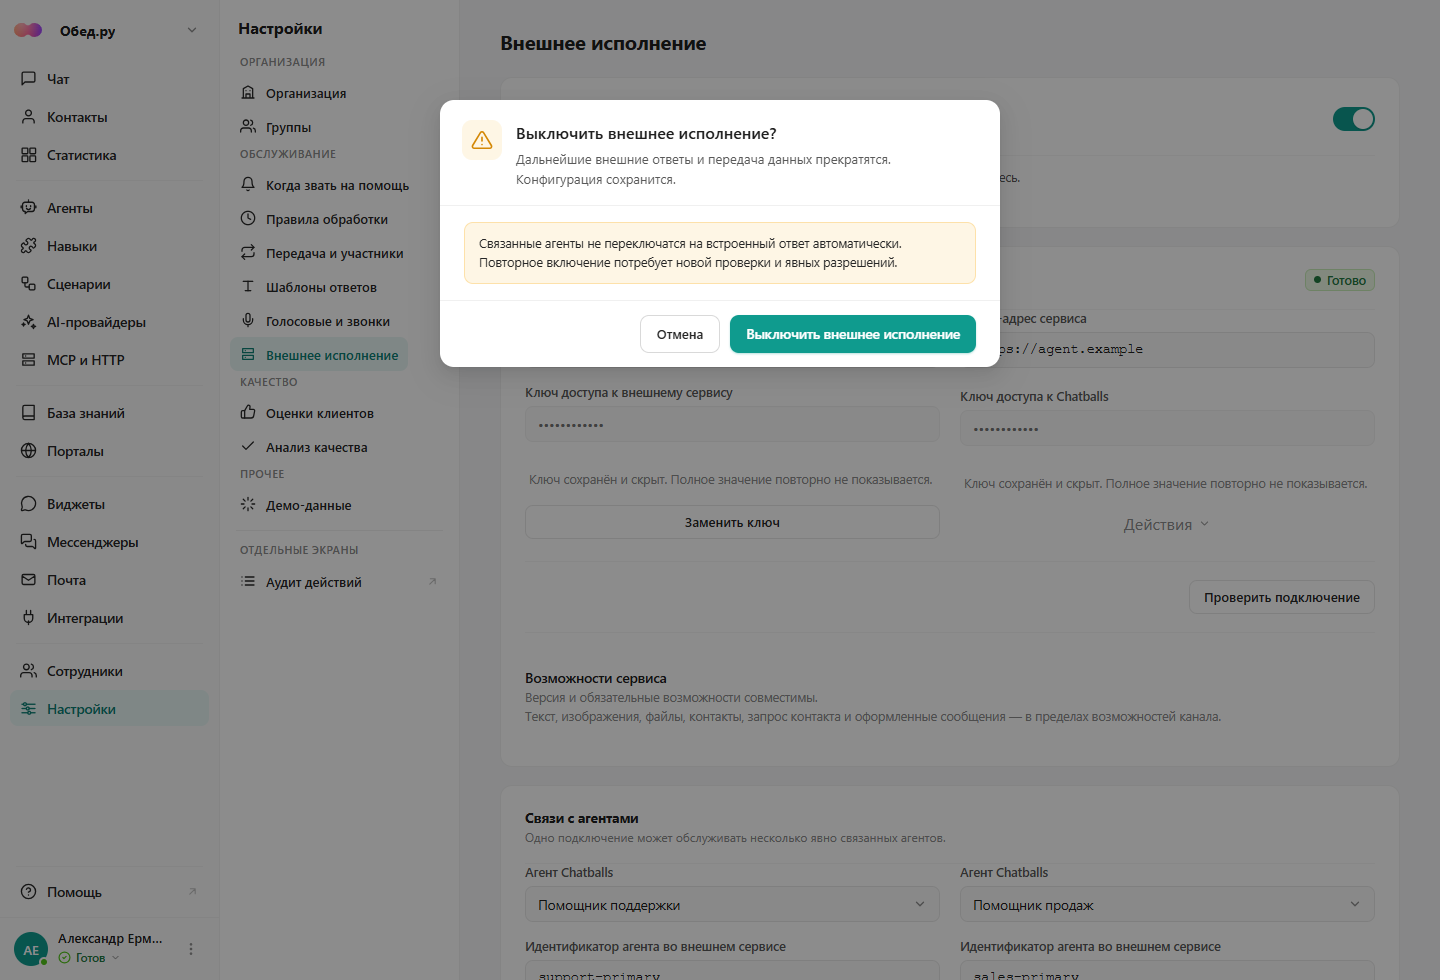 Обед.ру
Чат
Контакты
Статистика
Агенты
Навыки
Сценарии
AI-провайдеры
MCP и HTTP
База знаний
Порталы
Виджеты
Мессенджеры
Почта
Интеграции
Сотрудники
Настройки
Помощь
АЕ
Александр Ерм...
Готов
Настройки
ОРГАНИЗАЦИЯ
Организация
Группы
ОБСЛУЖИВАНИЕ
Когда звать на помощь
Правила обработки
Передача и участники
Шаблоны ответов
Голосовые и звонки
Внешнее исполнение
КАЧЕСТВО
Оценки клиентов
Анализ качества
ПРОЧЕЕ
Демо-данные
ОТДЕЛЬНЫЕ ЭКРАНЫ
Аудит действий
Внешнее исполнение
Выключить внешнее исполнение?
Дальнейшие внешние ответы и передача данных прекратятся.
Конфигурация сохранится.
Связанные агенты не переключатся на встроенный ответ автоматически.
Повторное включение потребует новой проверки и явных разрешений.
Отмена
Выключить внешнее исполнение
есь.
Готово
-адрес сервиса
ps://agent.example
Ключ доступа к внешнему сервису
••••••••••••
Ключ сохранён и скрыт. Полное значение повторно не показывается.
Заменить ключ
Ключ доступа к Chatballs
••••••••••••
Ключ сохранён и скрыт. Полное значение повторно не показывается.
Действия
Проверить подключение
Возможности сервиса
Версия и обязательные возможности совместимы.
Текст, изображения, файлы, контакты, запрос контакта и оформленные сообщения — в пределах возможностей канала.
Связи с агентами
Одно подключение может обслуживать несколько явно связанных агентов.
Агент Chatballs
Помощник поддержки
Идентификатор агента во внешнем сервисе
support-primary
Агент Chatballs
Помощник продаж
Идентификатор агента во внешнем сервисе
sales-primary